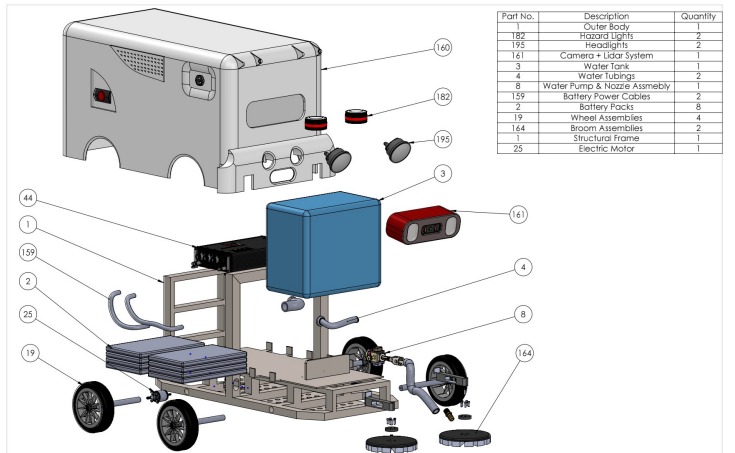 Part No. Description Quantity
1 Outer Body 1
182 Hazard Lights 2
195 Headlights 2
161 Camera + Lidar System 1
3 Water Tank 1
4 Water Tubings 2
8 Water Pump & Nozzle Assmebly 1
159 Battery Power Cables 2
2 Battery Packs 8
19 Wheel Assemblies 4
164 Broom Assemblies 2
1 Structural Frame 1
25 Electric Motor 1
160
182
195
3
44
161
1
159
4
2
25
8
19
164